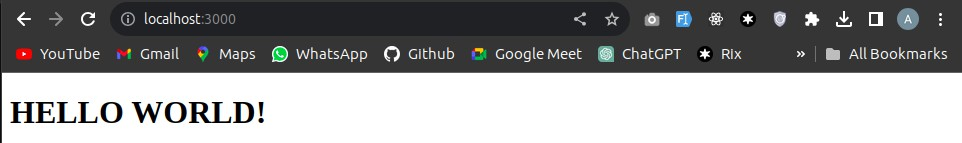 localhost:3000
YouTube Gmail Maps WhatsApp GIthub Google Meet ChatGPT RIx » All Bookmarks
HELLO WORLD!